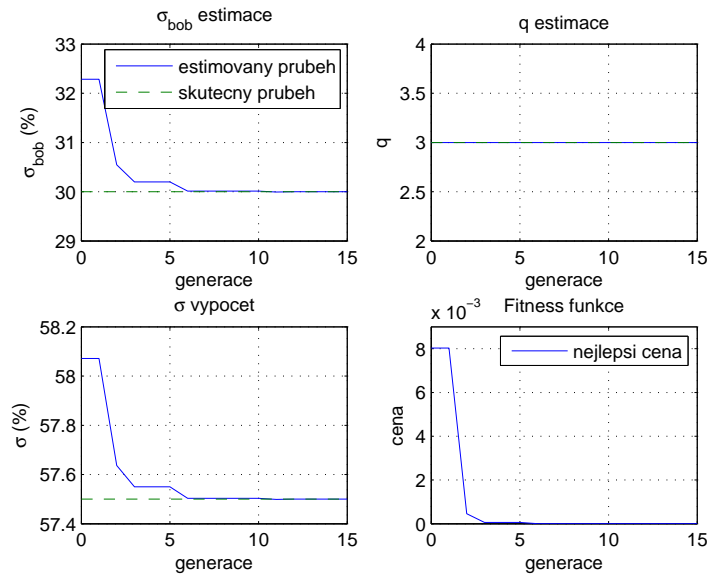 σbob estimace
33
32
31
30
29
σbob (%)
estimovany prubeh
skutecny prubeh
0 5 10 15
generace
q estimace
4
3.5
3
2.5
2
q
0 5 10 15
generace
σ vypocet
58.2
58
57.8
57.6
57.4
σ (%)
0 5 10 15
generace
Fitness funkce
x 10-3
8
6
4
2
0
cena
nejlepsi cena
0 5 10 15
generace